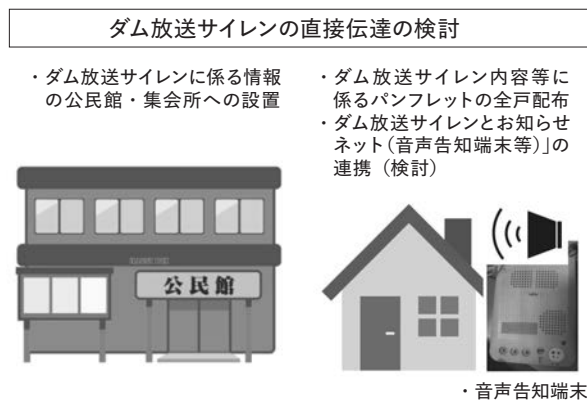 ダム放送サイレンの直接伝達の検討
・ダム放送サイレンに係る情報
の公民館・集会所への設置
・ダム放送サイレン内容等に
係るパンフレットの全戸配布
・ダム放送サイレンとお知らせ
ネット(音声告知端末等)」の
連携(検討)
公民館
・音声告知端末